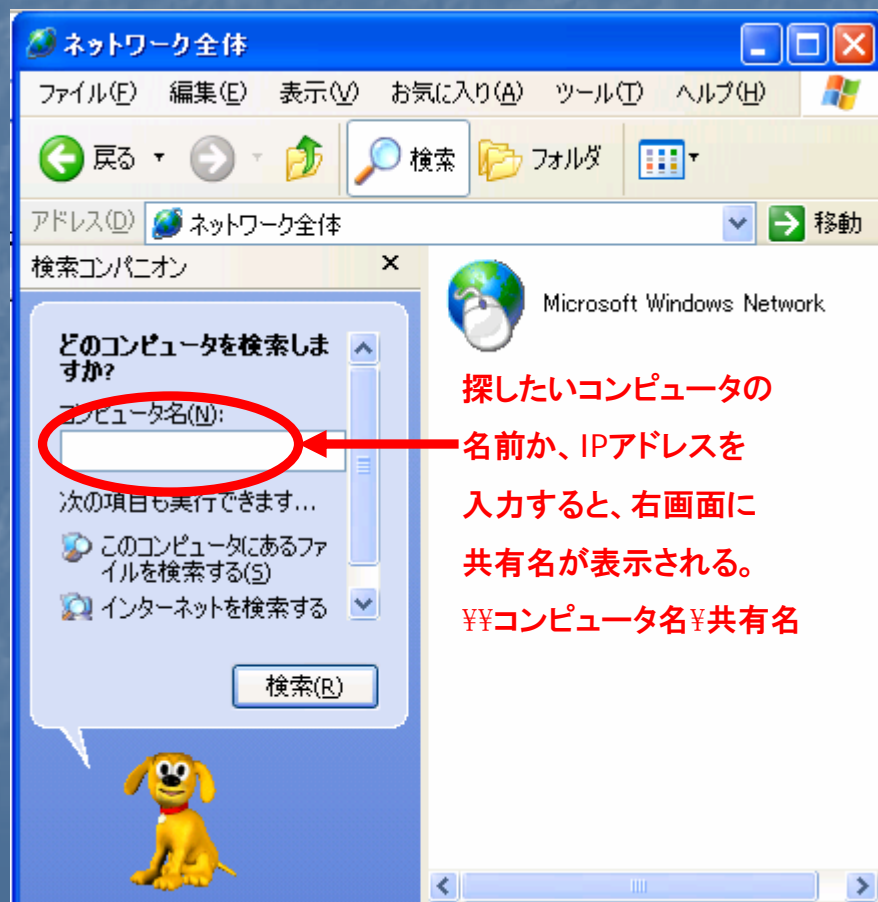 ネットワーク全体
ファイル(F) 編集(E) 表示(V) お気に入り(A) ツール(T) ヘルプ(H)
戻る 検索 フォルダ
アドレス(D) ネットワーク全体 移動
検索コンパニオン ×
どのコンピュータを検索しま
すか?
コンピュータ名(N):
次の項目も実行できます...
このコンピュータにあるファ
イルを検索する(S)
インターネットを検索する
検索(R)
Microsoft Windows Network
探したいコンピュータの
名前か、IPアドレスを
入力すると、右画面に
共有名が表示される。
¥¥コンピュータ名¥共有名